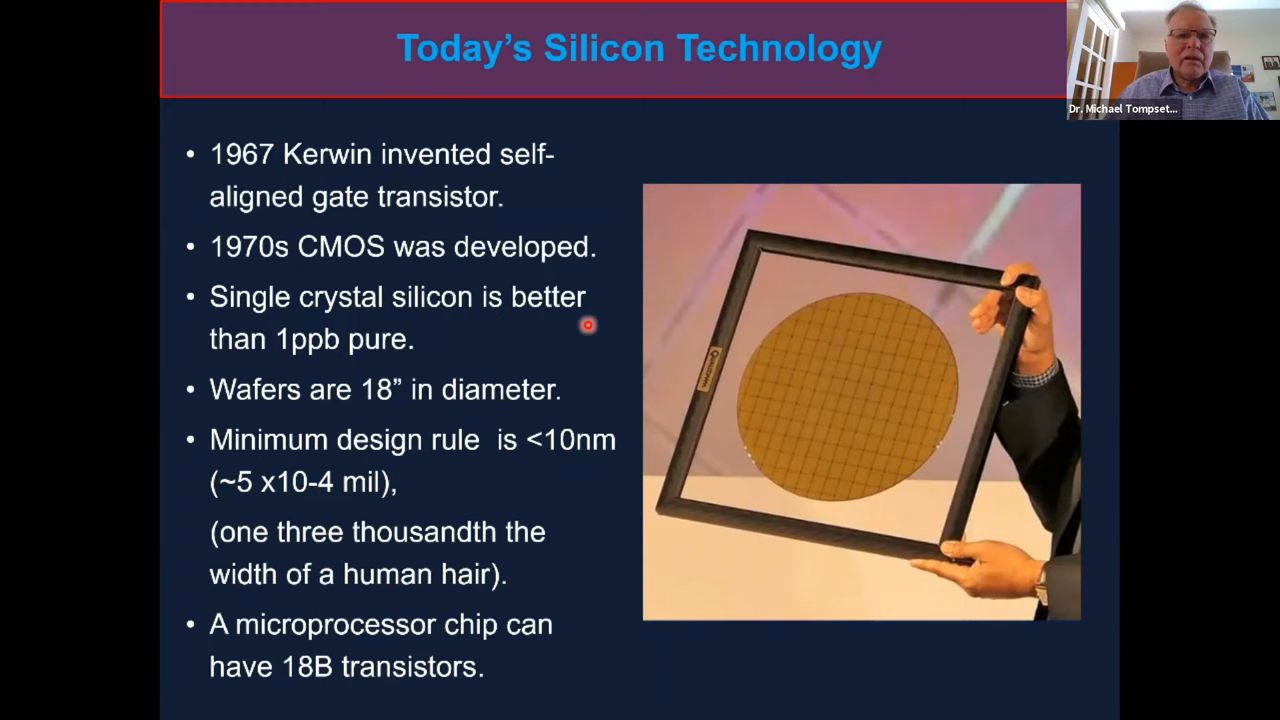 Today's Silicon Technology
Dr. Michael Tompset...
• 1967 Kerwin invented self-
aligned gate transistor.
• 1970s CMOS was developed.
• Single crystal silicon is better
than 1ppb pure.
• Wafers are 18” in diameter.
• Minimum design rule  is <10nm
(~5 x10-4 mil),
(one three thousandth the
width of a human hair).
• A microprocessor chip can
have 18B transistors.
QUALCOMM